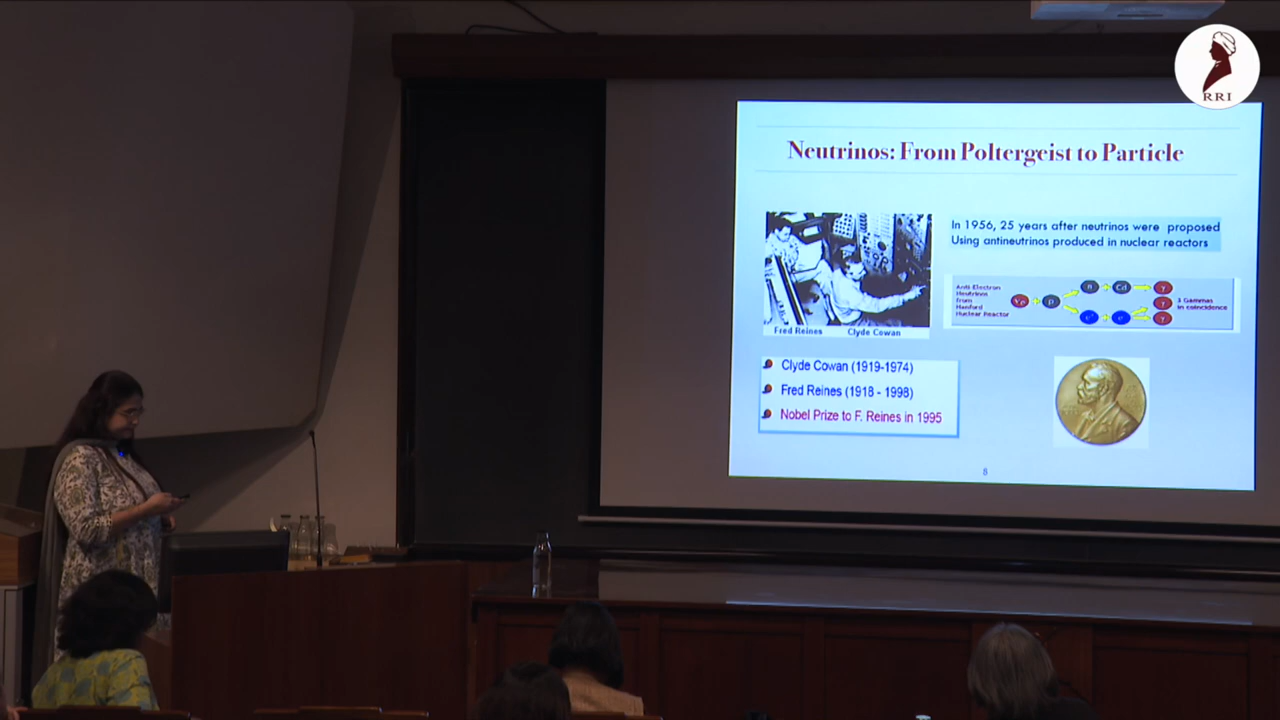 RRI
Neutrinos: From Poltergeist to Particle
In 1956, 25 years after neutrinos were proposed
Using antineutrinos produced in nuclear reactors
Anti-Electron
Neutrinos
from
Hanford
Nuclear Reactor
+ p
n + Cd
γ
γ
γ
3 Gammas
in coincidence
Fred Reines Clyde Cowan
Clyde Cowan (1919-1974)
Fred Reines (1918 - 1998)
Nobel Prize to F. Reines in 1995
8